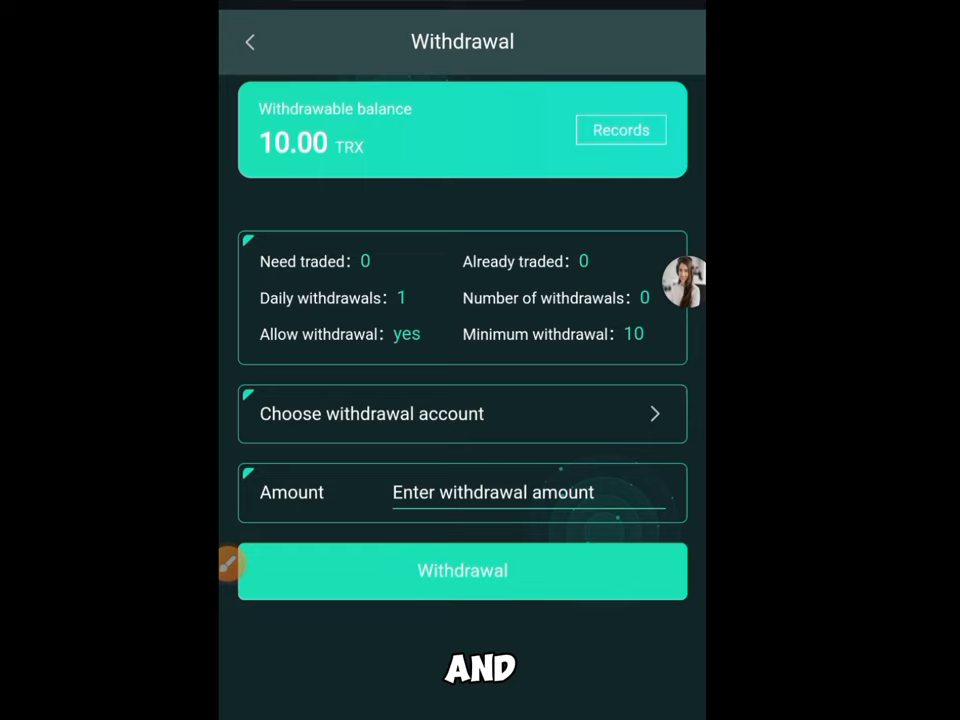 Withdrawal
Withdrawable balance
10.00 TRX
Records
Need traded： 0
Already traded： 0
Daily withdrawals： 1
Number of withdrawals： 0
Allow withdrawal： yes
Minimum withdrawal： 10
Choose withdrawal account
Amount
Enter withdrawal amount
Withdrawal
AND